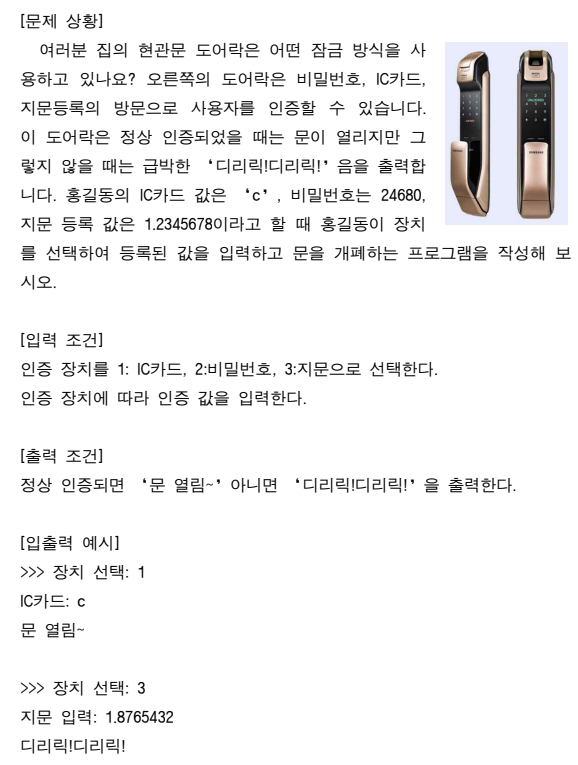 [문제 상황]
여러분 집의 현관문 도어락은 어떤 잠금 방식을 사
용하고 있나요? 오른쪽의 도어락은 비밀번호, IC카드,
지문등록의 방문으로 사용자를 인증할 수 있습니다.
이 도어락은 정상 인증되었을 때는 문이 열리지만 그
렇지 않을 때는 급박한 ‘디리릭!디리릭!’음을 출력합
니다. 홍길동의 IC카드 값은 ‘c’, 비밀번호는 24680,
지문 등록 값은 1.2345678이라고 할 때 홍길동이 장치
를 선택하여 등록된 값을 입력하고 문을 개폐하는 프로그램을 작성해 보
시오.
[입력 조건]
인증 장치를 1: IC카드, 2:비밀번호, 3:지문으로 선택한다.
인증 장치에 따라 인증 값을 입력한다.
[출력 조건]
정상 인증되면 ‘문 열림~’아니면 ‘디리릭!디리릭!’을 출력한다.
[입출력 예시]
>>> 장치 선택: 1
IC카드: c
문 열림~
>>> 장치 선택: 3
지문 입력: 1.8765432
디리릭!디리릭!